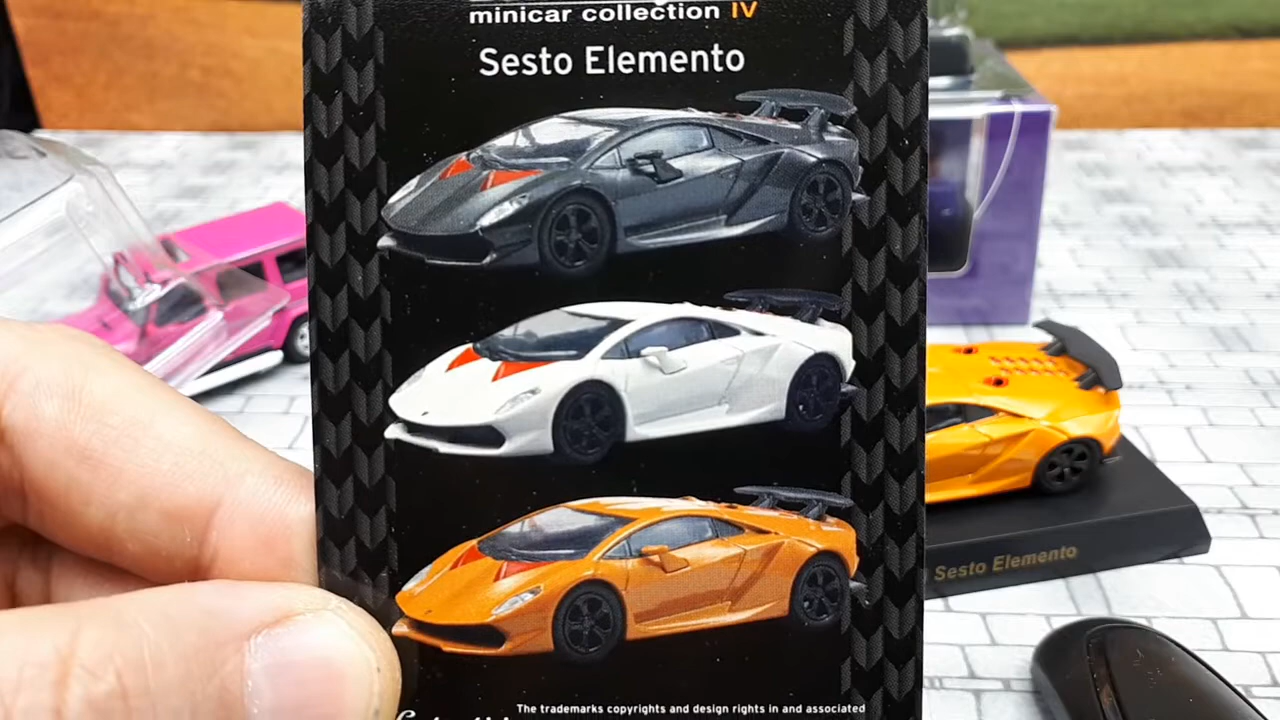 minicar collection IV
Sesto Elemento
Sesto Elemento
The trademarks copyrights and design rights in and associated